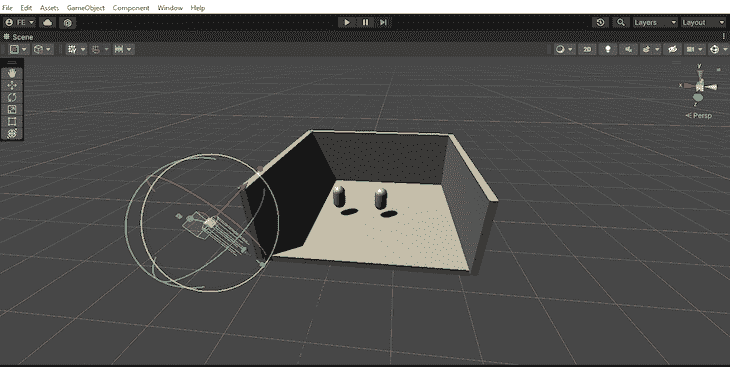 File Edit Assets GameObject Component Window Help
FE Layers Layout
Scene
2D
y
x
z
Persp